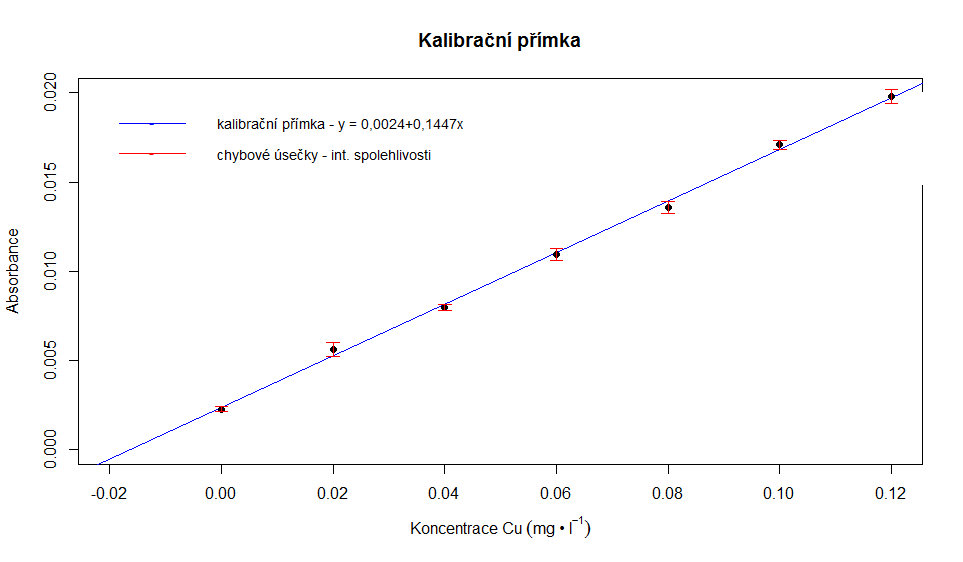 Kalibrační přímka
kalibrační přímka - y = 0,0024+0,1447x
chybové úsečky - int. spolehlivosti
Absorbance
0.020
0.015
0.010
0.005
0.000
-0.02 0.00 0.02 0.04 0.06 0.08 0.10 0.12
Koncentrace Cu (mg • l⁻¹)